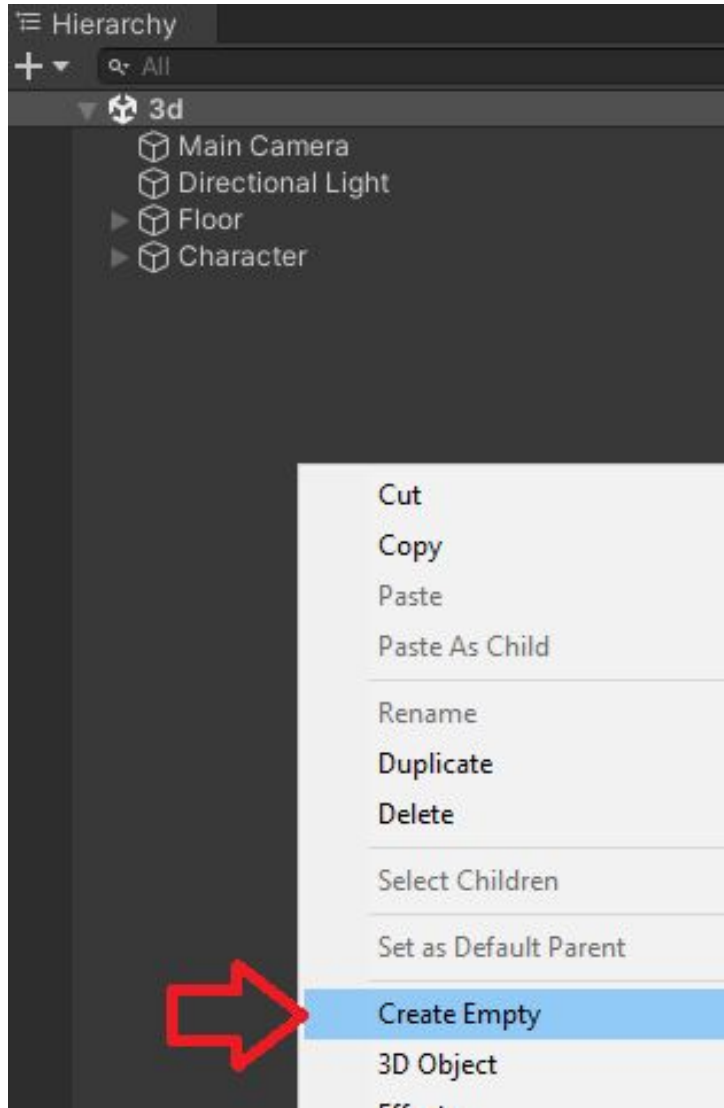 Hierarchy
All
3d
Main Camera
Directional Light
Floor
Character
Cut
Copy
Paste
Paste As Child
Rename
Duplicate
Delete
Select Children
Set as Default Parent
Create Empty
3D Object